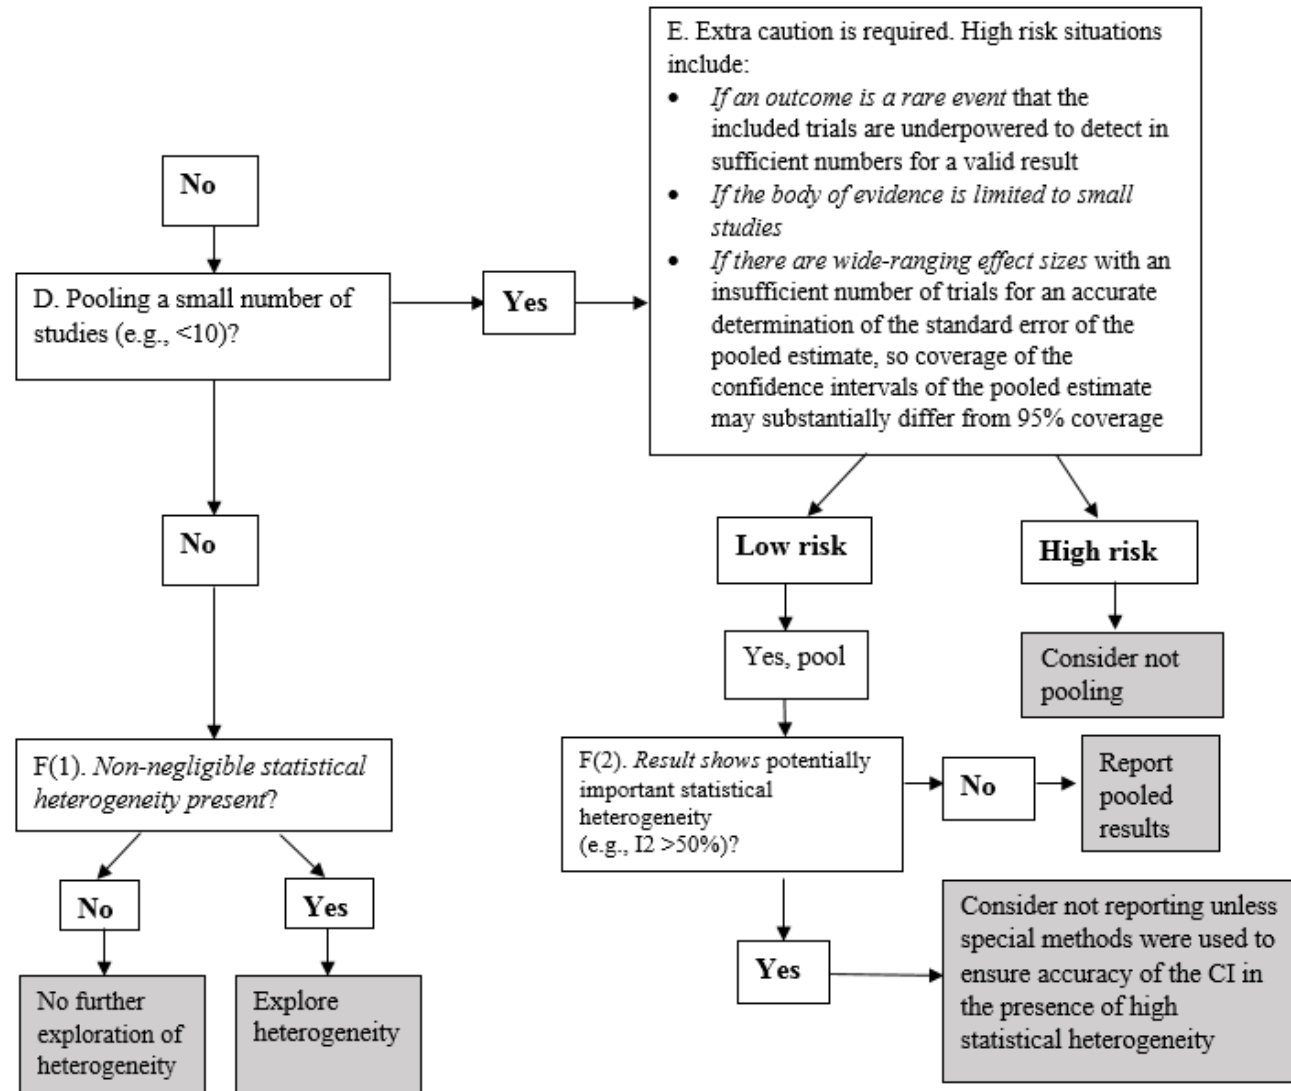 E. Extra caution is required. High risk situations
include:
• If an outcome is a rare event that the
included trials are underpowered to detect in
sufficient numbers for a valid result
• If the body of evidence is limited to small
studies
• If there are wide-ranging effect sizes with an
insufficient number of trials for an accurate
determination of the standard error of the
pooled estimate, so coverage of the
confidence intervals of the pooled estimate
may substantially differ from 95% coverage
No
D. Pooling a small number of
studies (e.g., <10)?
Yes
No
Low risk
High risk
Yes, pool
Consider not
pooling
F(1). Non-negligible statistical
heterogeneity present?
F(2). Result shows potentially
important statistical
heterogeneity
(e.g., I2 >50%)?
No
Report
pooled
results
No
Yes
Yes
Consider not reporting unless
special methods were used to
ensure accuracy of the CI in
the presence of high
statistical heterogeneity
No further
exploration of
heterogeneity
Explore
heterogeneity